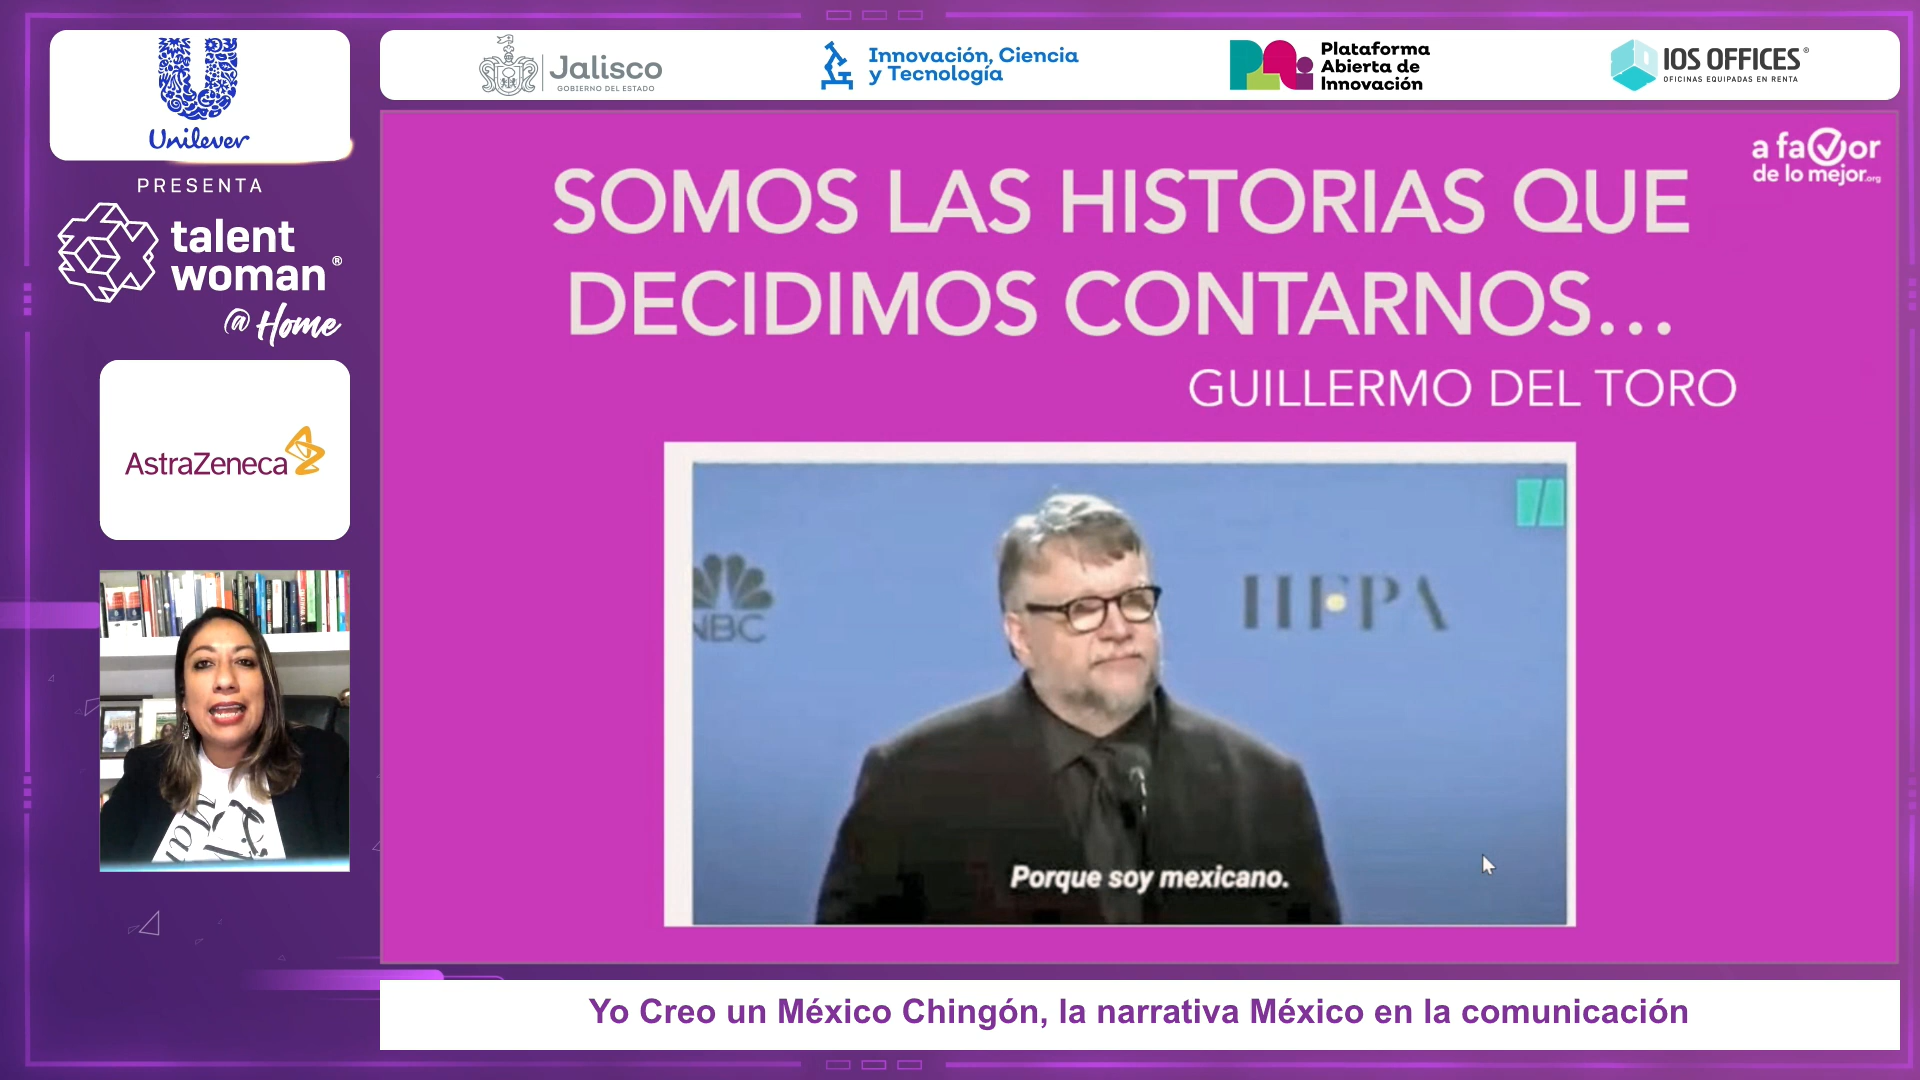 Unilever
PRESENTA
talent
woman®
@ Home
AstraZeneca
Jalisco
GOBIERNO DEL ESTADO
Innovación, Ciencia
y Tecnología
Plataforma
Abierta de
Innovación
IOS OFFICES®
OFICINAS EQUIPADAS EN RENTA
a favor
de lo mejor.org
SOMOS LAS HISTORIAS QUE
DECIDIMOS CONTARNOS...
GUILLERMO DEL TORO
NBC
HFPA
Porque soy mexicano.
Yo Creo un México Chingón, la narrativa México en la comunicación